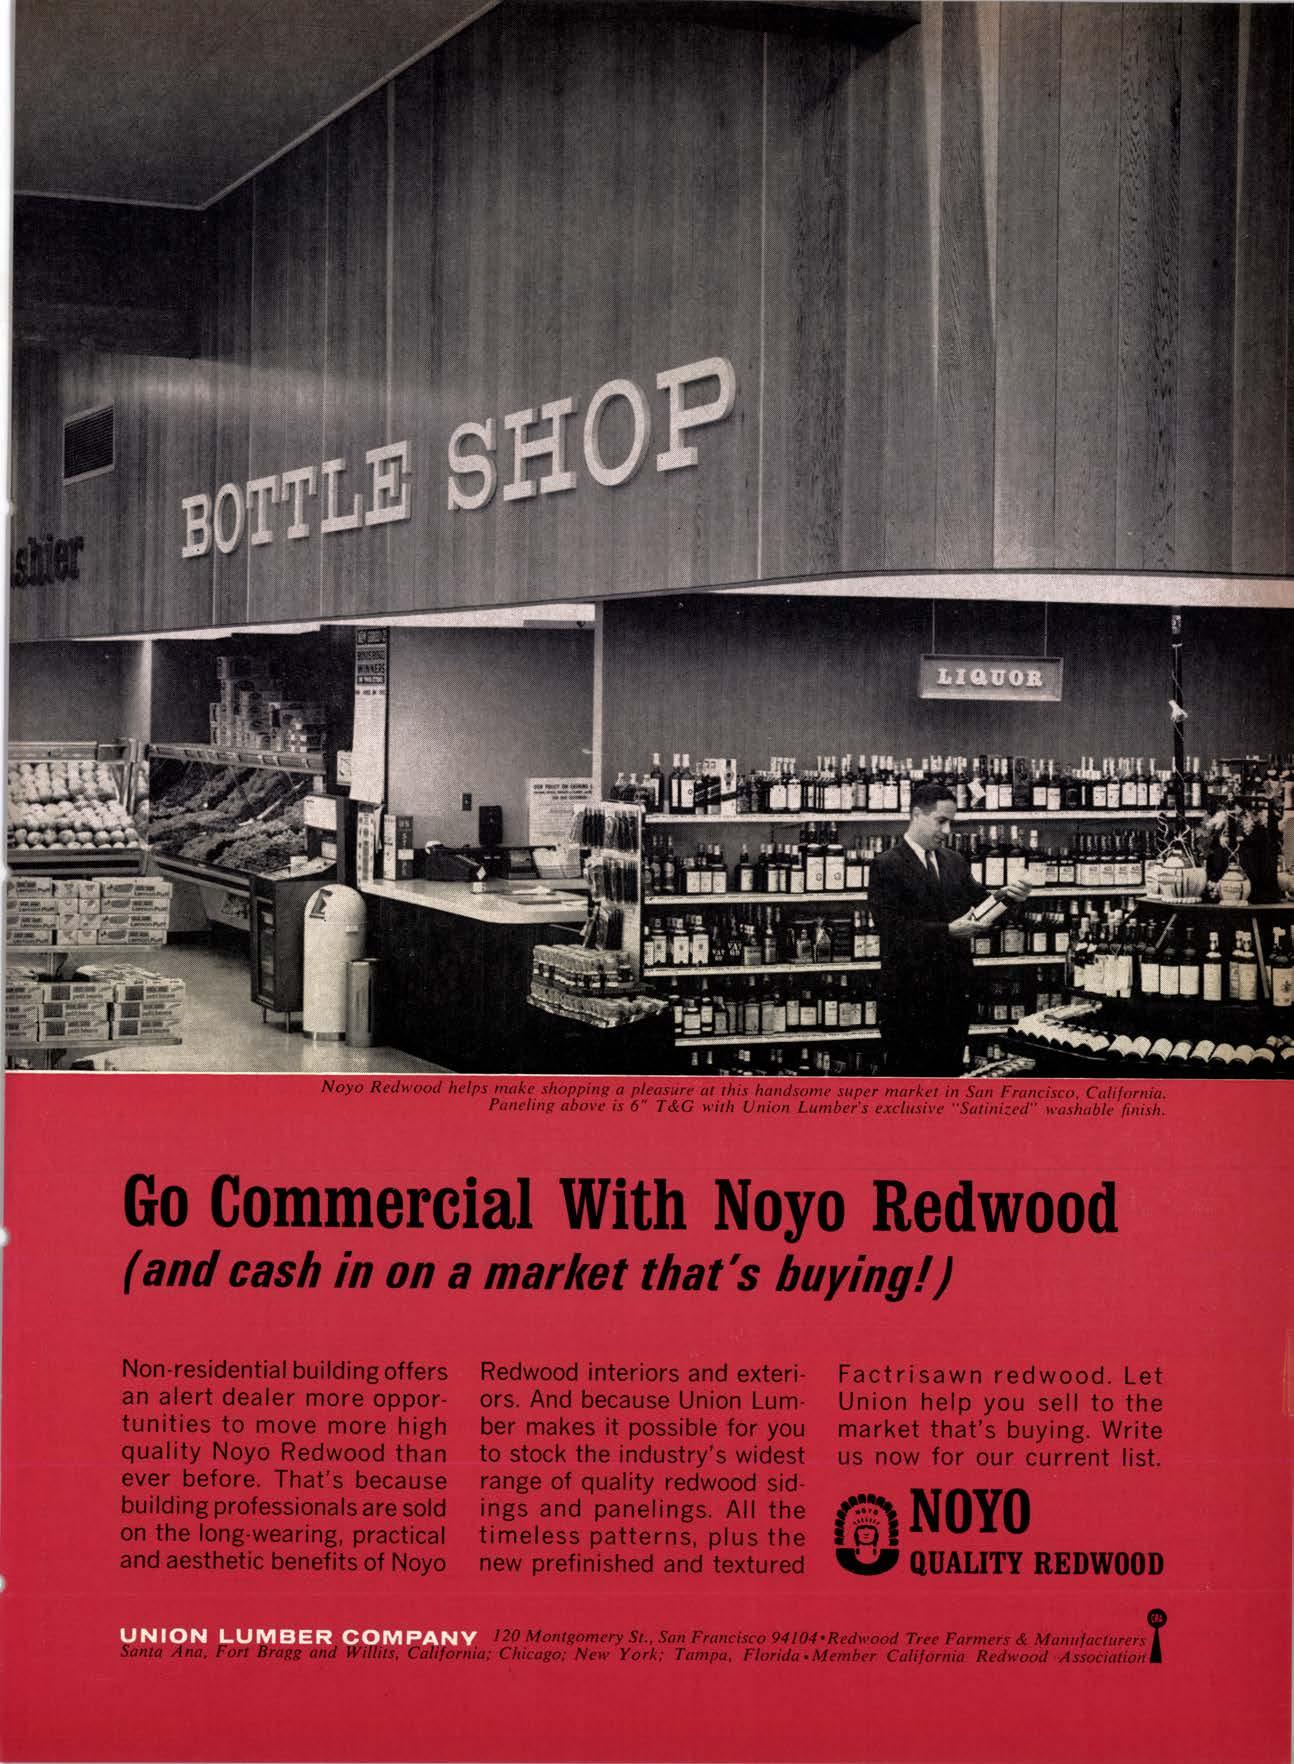 BOTTLE SHOP
shier
LIQUOR
WINNERS
Lemon Puff
Noyo Redwood helps make shopping a pleasure at this handsome super market in San Francisco, California.
Paneling above is 6" T&G with Union Lumber's exclusive "Satinized" washable finish.
Go Commercial With Noyo Redwood
(and cash in on a market that's buying!)
Non-residential building offers
an alert dealer more oppor-
tunities to move more high
quality Noyo Redwood than
ever before. That's because
building professionals are sold
on the long-wearing, practical
and aesthetic benefits of Noyo
Redwood interiors and exteri-
ors. And because Union Lum-
ber makes it possible for you
to stock the industry's widest
range of quality redwood sid-
ings and panelings. All the
timeless patterns, plus the
new prefinished and textured
Factrisawn redwood. Let
Union help you sell to the
market that's buying. Write
us now for our current list.
NOYO
NOYO
QUALITY REDWOOD
CRA
UNION LUMBER COMPANY 120 Montgomery St., San Francisco 94104•Redwood Tree Farmers & Manufacturers
Santa Ana, Fort Bragg and Willits, California; Chicago; New York; Tampa, Florida•Member California Redwood Association